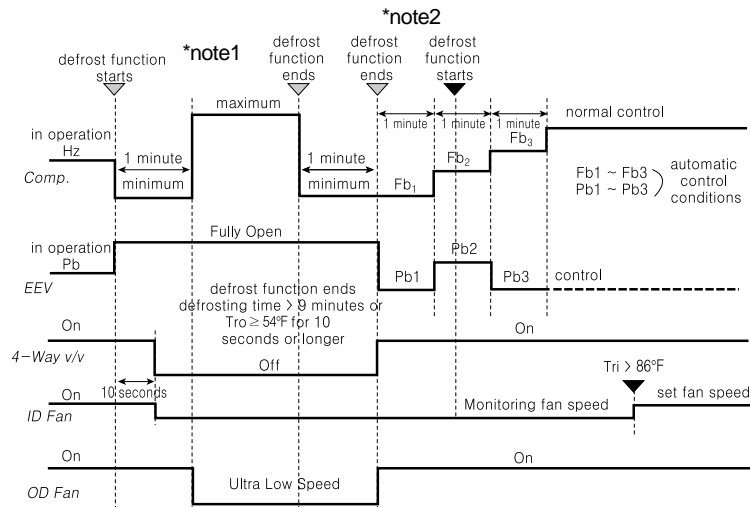 *note2
*note1
defrost function
starts
defrost
function
ends
defrost
function
ends
defrost
function
starts
maximum
1 minute
1 minute
1 minute
normal control
in operation
Hz
Comp.
1 minute
minimum
1 minute
minimum
Fb1
Fb2
Fb3
Fb1 ~ Fb3
Pb1 ~ Pb3
automatic
control
conditions
in operation
Pb
EEV
Fully Open
Pb1
Pb2
Pb3
control
defrost function ends
defrosting time > 9 minutes or
Tro ≥ 54°F for 10
seconds or longer
On
4-Way v/v
Off
On
10 seconds
Tri > 86°F
On
ID Fan
Monitoring fan speed
set fan speed
On
OD Fan
Ultra Low Speed
On